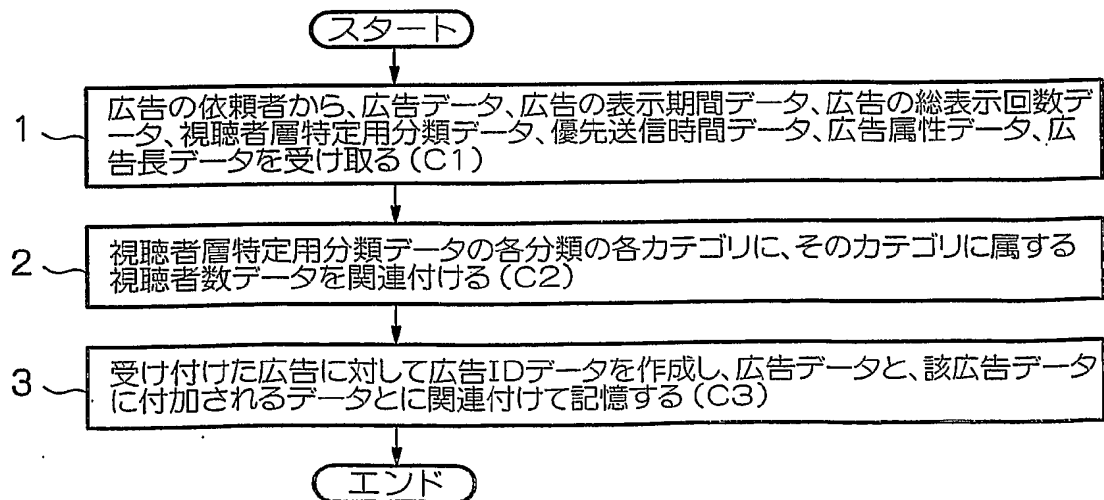 スタート
1
広告の依頼者から、広告データ、広告の表示期間データ、広告の総表示回数デ
ータ、視聴者層特定用分類データ、優先送信時間データ、広告属性データ、広
告長データを受け取る(C1)
2
視聴者層特定用分類データの各分類の各カテゴリに、そのカテゴリに属する
視聴者数データを関連付ける(C2)
3
受け付けた広告に対して広告IDデータを作成し、広告データと、該広告データ
に付加されるデータとに関連付けて記憶する(C3)
エンド